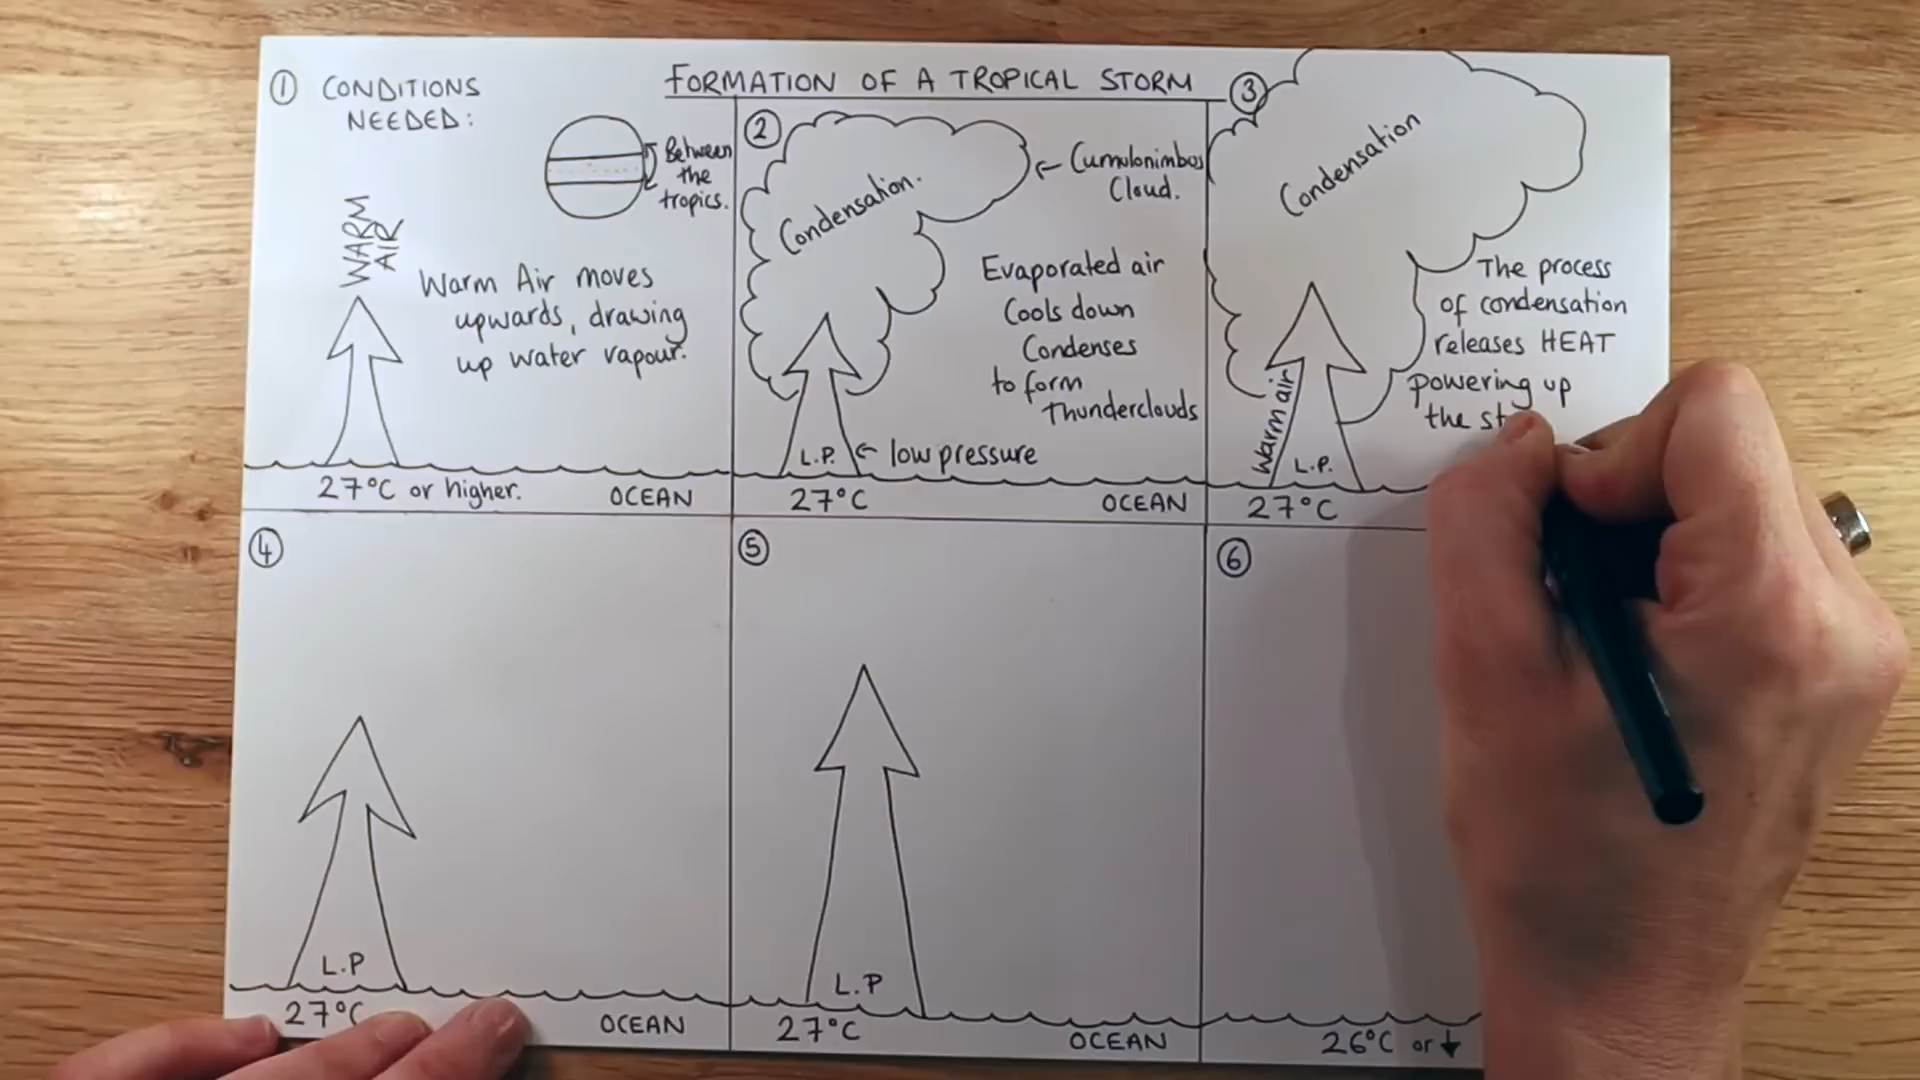 FORMATION OF A TROPICAL STORM
① CONDITIONS
NEEDED:
Between
the
tropics.
WARM
AIR
Warm Air moves
upwards, drawing
up water vapour.
27°C or higher.
OCEAN
②
Condensation.
← Cumulonimbus
Cloud.
Evaporated air
Cools down
Condenses
to form
Thunderclouds
L.P. ← low pressure
27°C
OCEAN
③
Condensation
The process
of condensation
releases HEAT
powering up
the st
Warm air
L.P.
27°C
④
L.P
27°C
OCEAN
⑤
L.P
27°C
OCEAN
⑥
26°C or ↓